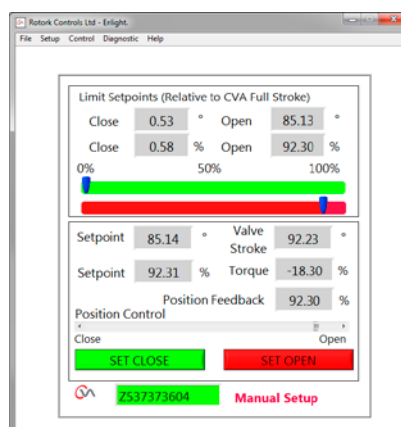 Rotork Controls Ltd - Enlight.
File Setup Control Diagnostic Help
Limit Setpoints (Relative to CVA Full Stroke)
Close 0.53 ° Open 85.13 °
Close 0.58 % Open 92.30 %
0% 50% 100%
Setpoint 85.14 ° Valve Stroke 92.23 °
Setpoint 92.31 % Torque -18.30 %
Position Feedback 92.30 %
Position Control
Close Open
SET CLOSE SET OPEN
Z537373604 Manual Setup